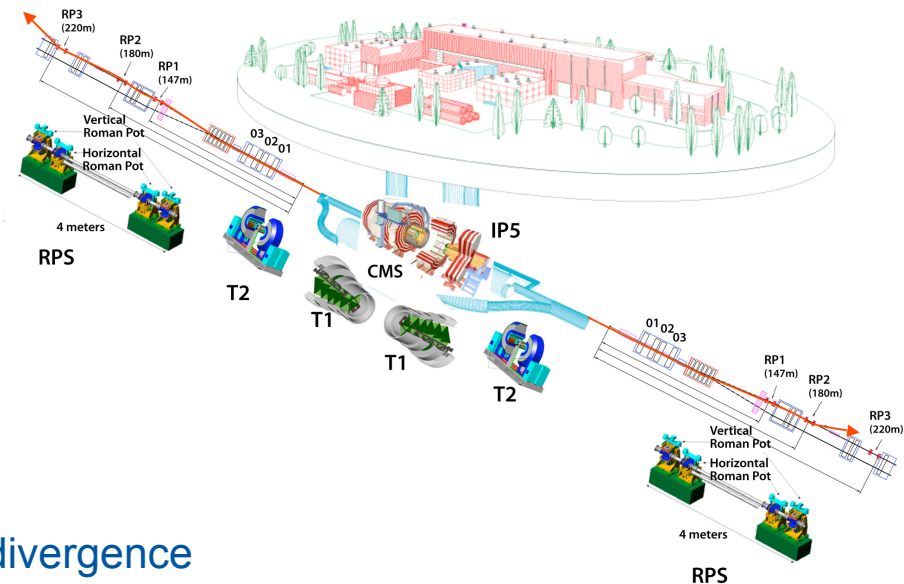 RP3
(220m)
RP2
(180m)
RP1
(147m)
Vertical
Roman Pot
Horizontal
Roman Pot
03
02
01
4 meters
RPS
T2
T1
CMS
IP5
T1
T2
01
02
03
RP1
(147m)
RP2
(180m)
RP3
(220m)
Vertical
Roman Pot
Horizontal
Roman Pot
4 meters
RPS
divergence